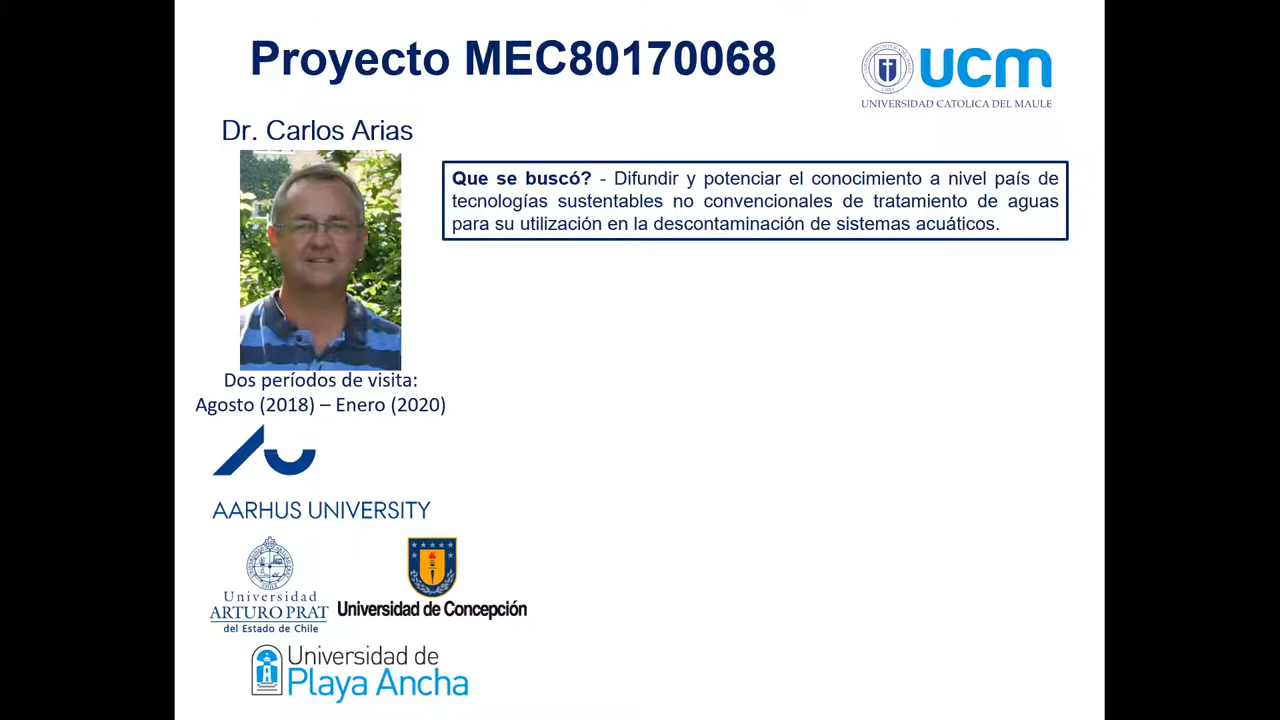 Proyecto MEC80170068
ucm
UNIVERSIDAD CATOLICA DEL MAULE
Dr. Carlos Arias
Que se buscó? - Difundir y potenciar el conocimiento a nivel país de
tecnologías sustentables no convencionales de tratamiento de aguas
para su utilización en la descontaminación de sistemas acuáticos.
Dos períodos de visita:
Agosto (2018) – Enero (2020)
AARHUS UNIVERSITY
Universidad
ARTURO PRAT
del Estado de Chile
Universidad de Concepción
Universidad de
Playa Ancha